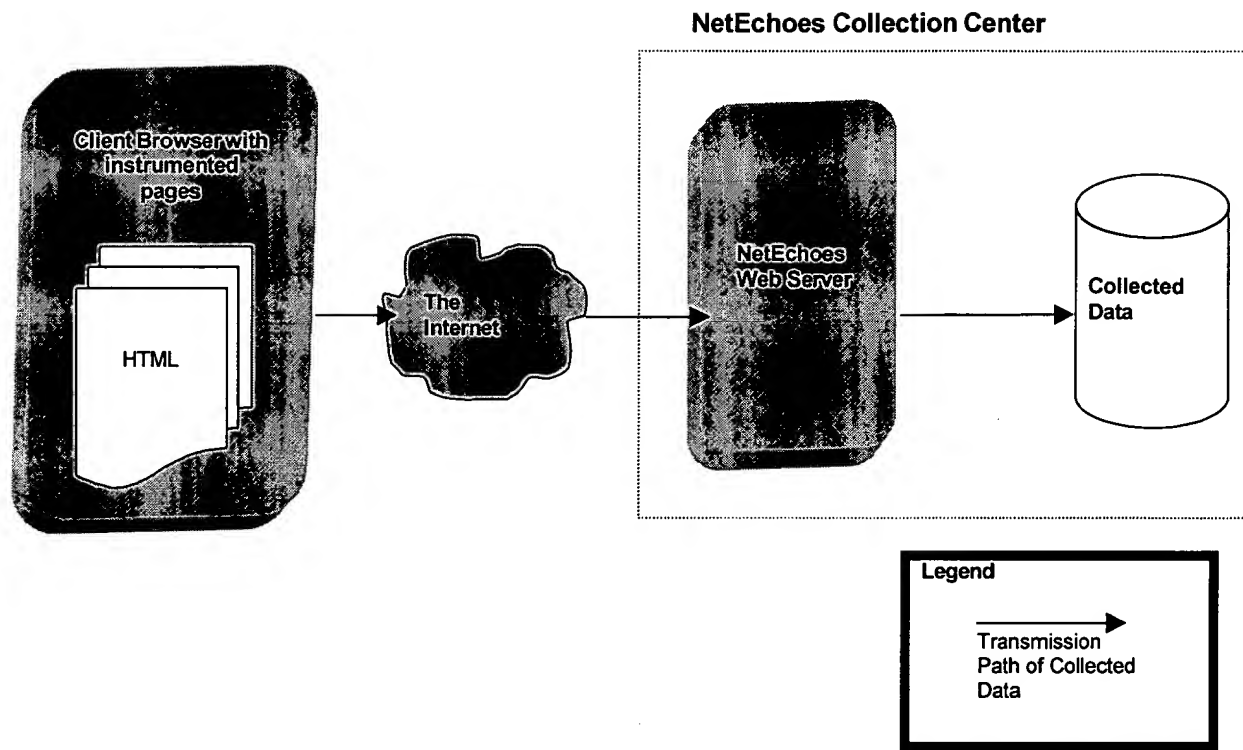 NetEchoes Collection Center
Client Browser with
instrumented
pages
HTML
The
Internet
NetEchoes
Web Server
Collected
Data
Legend
Transmission
Path of Collected
Data